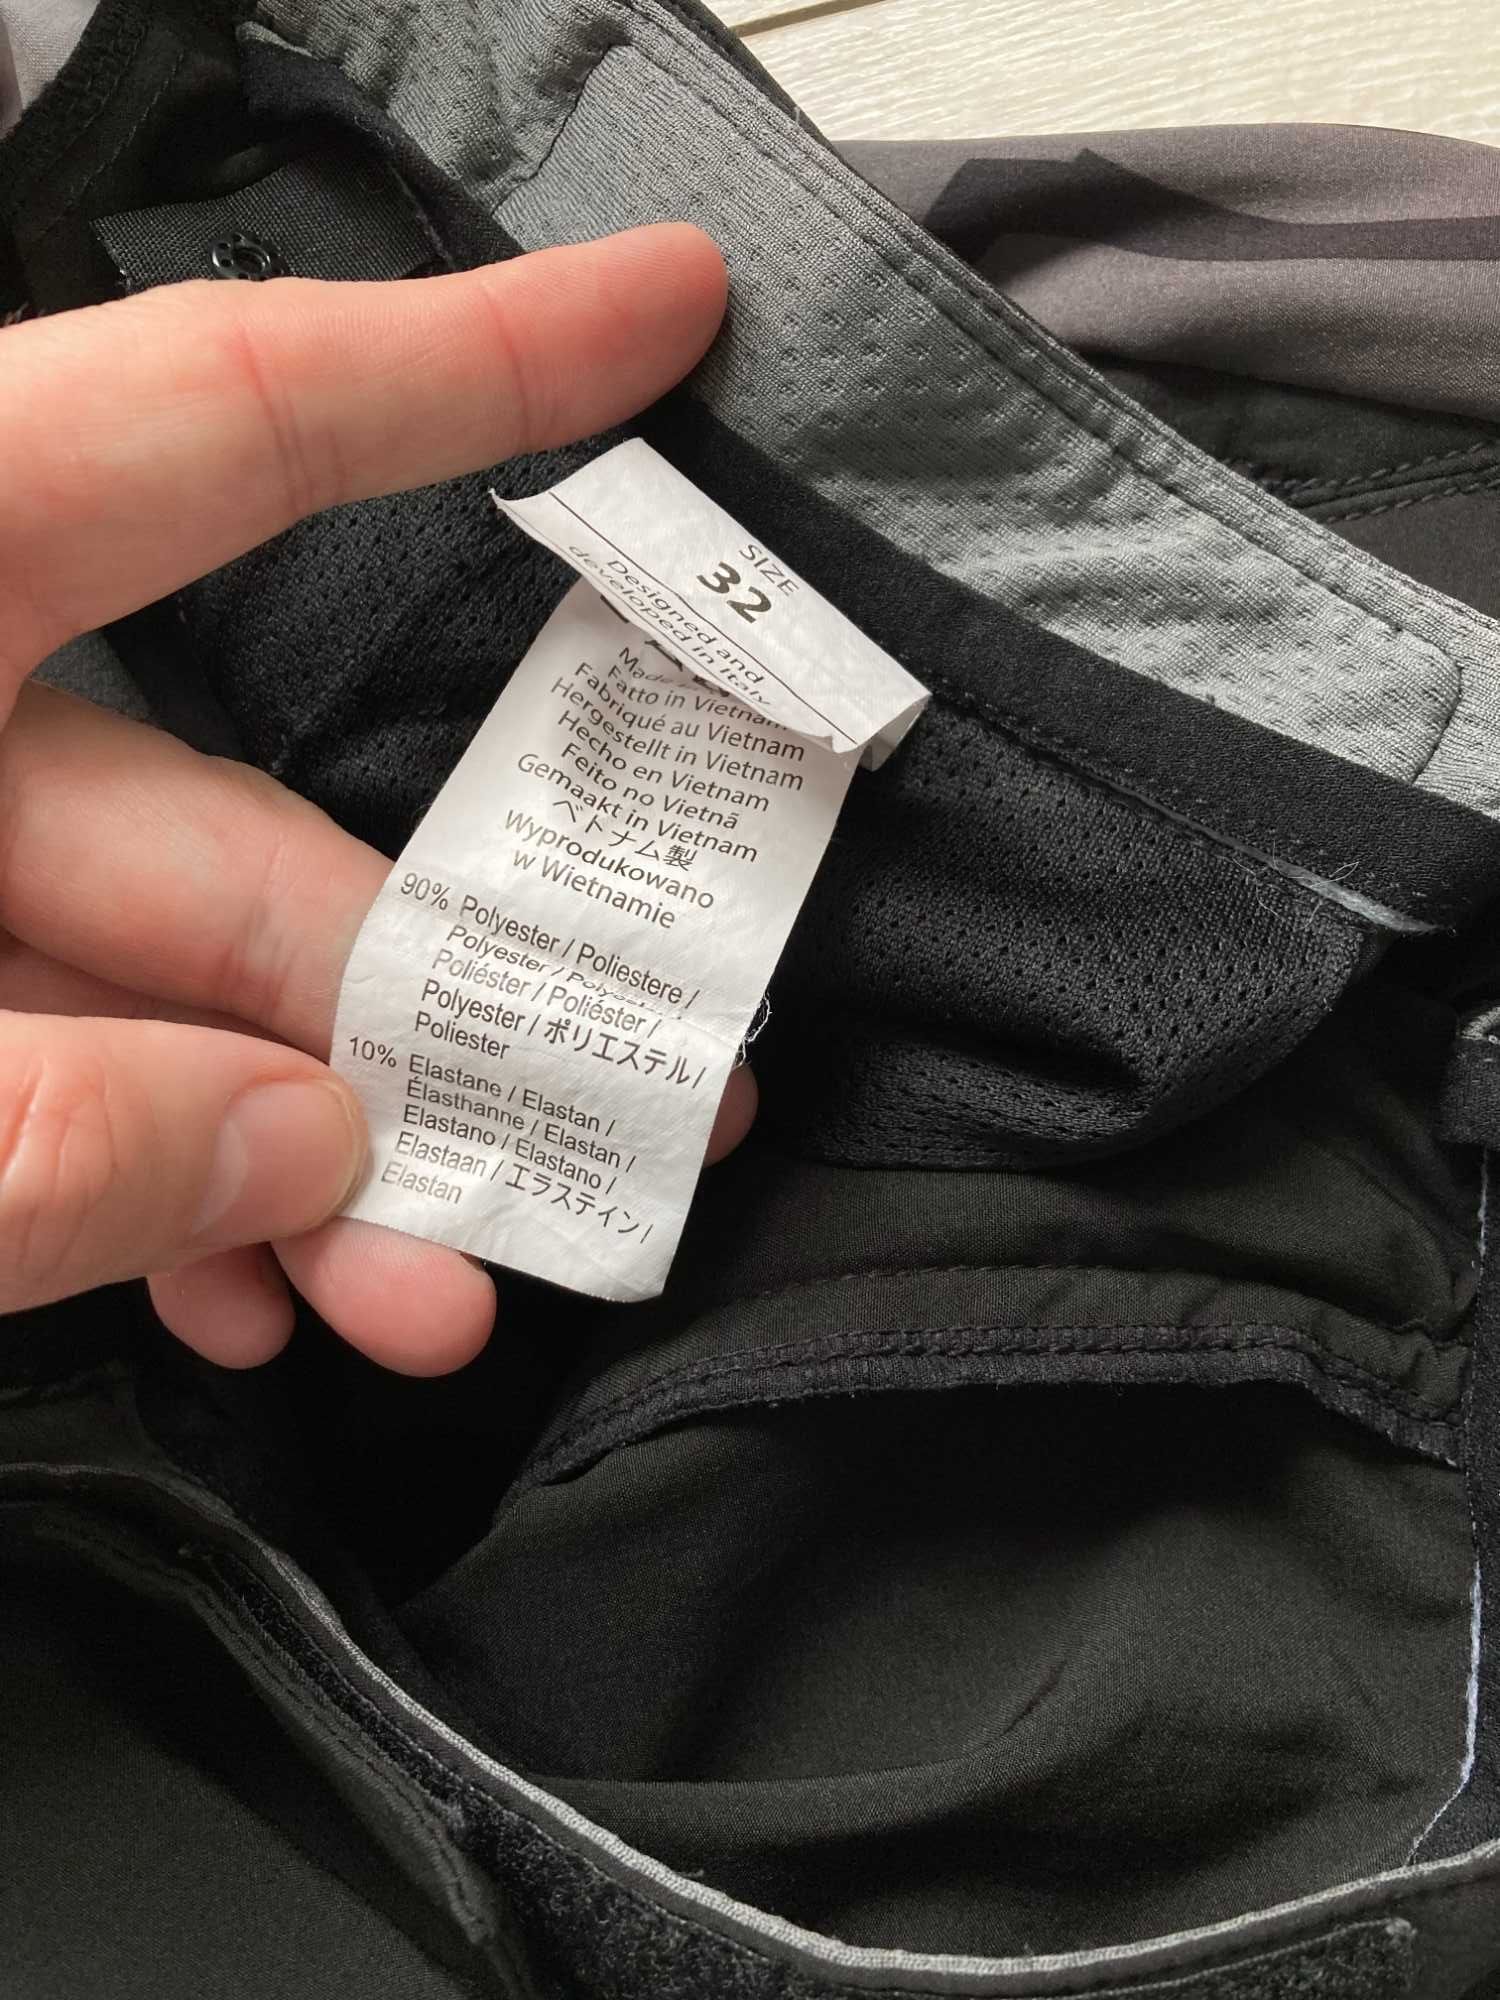 SIZE
32
Designed and
developed in Italy
Made
Fatto in Vietnam
Fabriqué au Vietnam
Hergestellt in Vietnam
Hecho en Vietnam
Feito no Vietnã
Gemaakt in Vietnam
ベトナム製
Wyprodukowano
w Wietnamie
90% Polyester / Poliestere /
Polyester / Polyester
Poliéster / Poliéster /
Polyester / ポリエステル /
Poliester
10% Elastane / Elastan /
Élasthanne / Elastan /
Elastano / Elastano /
Elastaan / エラスティン /
Elastan